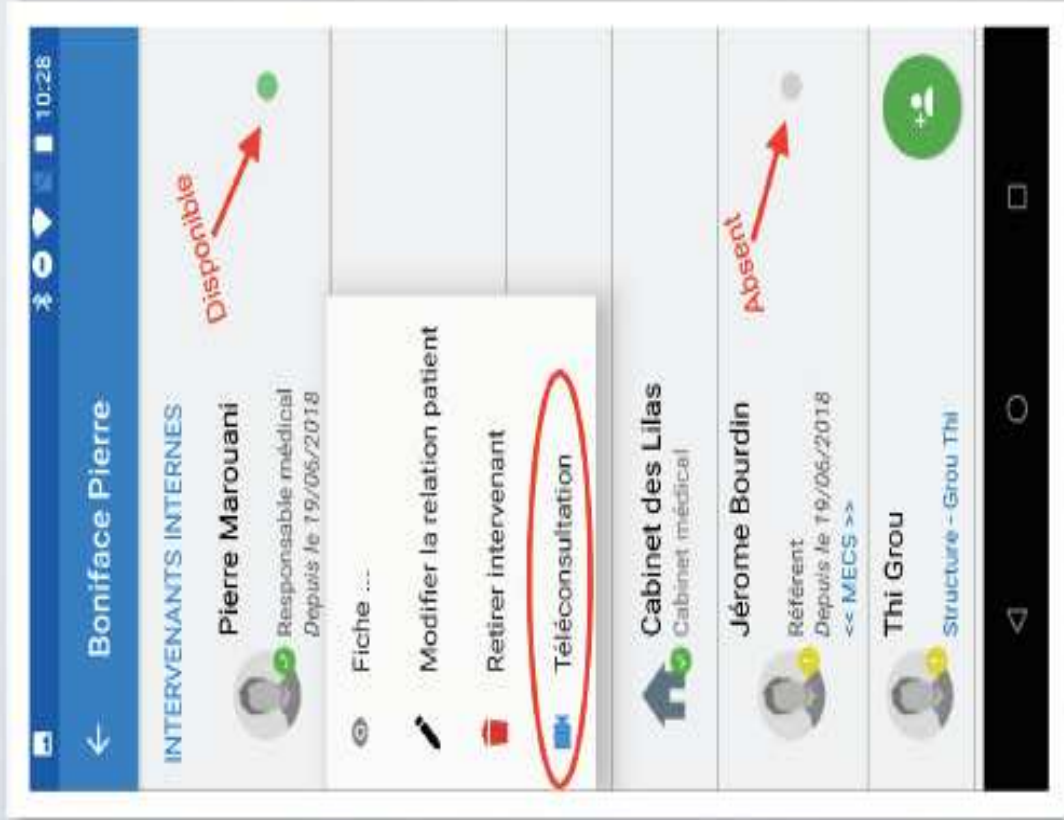 10:28
Boniface Pierre
INTERVENANTS INTERNES
Disponible
Pierre Marouani
Responsable médical
Depuis le 19/06/2018
Fiche ...
Modifier la relation patient
Retirer intervenant
Téléconsultation
Cabinet des Lilas
Cabinet médical
Absent
Jérome Bourdin
Référent
Depuis le 19/06/2018
<< MECS >>
Thi Grou
Structure - Grou Thi